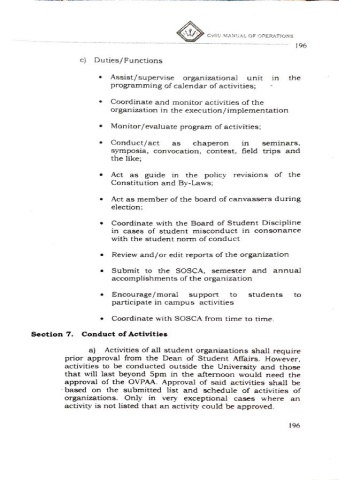 CvSU MANUAL OF OPERATIONS
196
c) Duties/Functions
• Assist/supervise organizational unit in the
programming of calendar of activities;
• Coordinate and monitor activities of the
organization in the execution/implementation
• Monitor/evaluate program of activities;
• Conduct/act as chaperon in seminars,
symposia, convocation, contest, field trips and
the like;
• Act as guide in the policy revisions of the
Constitution and By-Laws;
• Act as member of the board of canvassers during
election;
• Coordinate with the Board of Student Discipline
in cases of student misconduct in consonance
with the student norm of conduct
• Review and/or edit reports of the organization
• Submit to the SOSCA, semester and annual
accomplishments of the organization
• Encourage/moral support to students to
participate in campus activities
• Coordinate with SOSCA from time to time.
Section 7. Conduct of Activities
a) Activities of all student organizations shall require
prior approval from the Dean of Student Affairs. However,
activities to be conducted outside the University and those
that will last beyond 5pm in the afternoon would need the
approval of the OVPAA. Approval of said activities shall be
based on the submitted list and schedule of activities of
organizations. Only in very exceptional cases where an
activity is not listed that an activity could be approved.
196